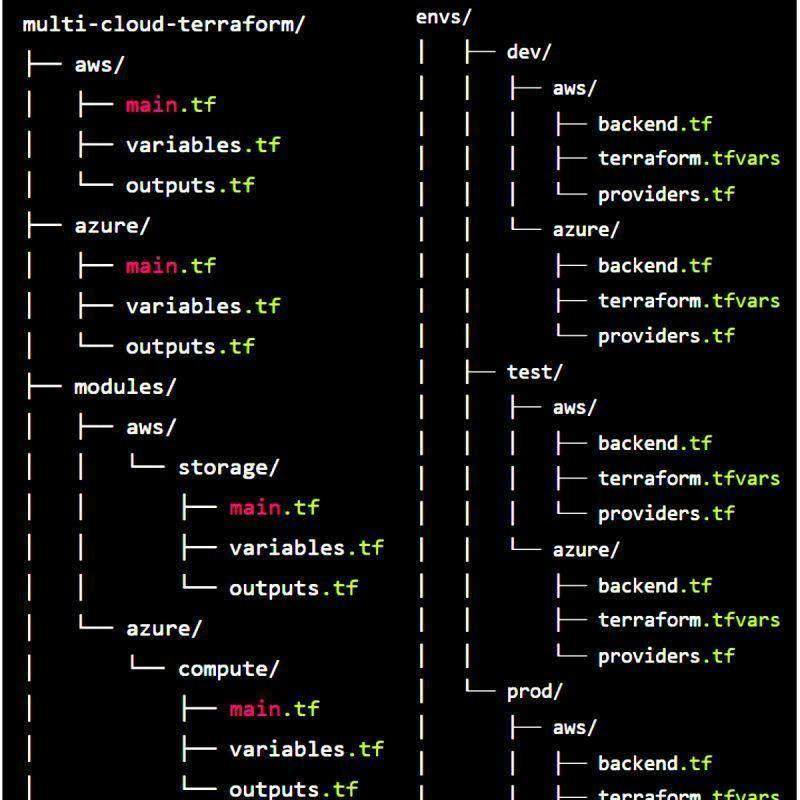 multi-cloud-terraform/
├── aws/
│   ├── main.tf
│   ├── variables.tf
│   └── outputs.tf
├── azure/
│   ├── main.tf
│   ├── variables.tf
│   └── outputs.tf
├── modules/
│   ├── aws/
│   │   └── storage/
│   │       ├── main.tf
│   │       ├── variables.tf
│   │       └── outputs.tf
│   └── azure/
│       └── compute/
│           ├── main.tf
│           ├── variables.tf
│           └── outputs.tf
envs/
│   ├── dev/
│   │   ├── aws/
│   │   │   ├── backend.tf
│   │   │   ├── terraform.tfvars
│   │   │   └── providers.tf
│   │   └── azure/
│   │       ├── backend.tf
│   │       ├── terraform.tfvars
│   │       └── providers.tf
│   ├── test/
│   │   ├── aws/
│   │   │   ├── backend.tf
│   │   │   ├── terraform.tfvars
│   │   │   └── providers.tf
│   │   └── azure/
│   │       ├── backend.tf
│   │       ├── terraform.tfvars
│   │       └── providers.tf
│   └── prod/
│       ├── aws/
│       │   ├── backend.tf
│       │   ├── terraform.tfvars